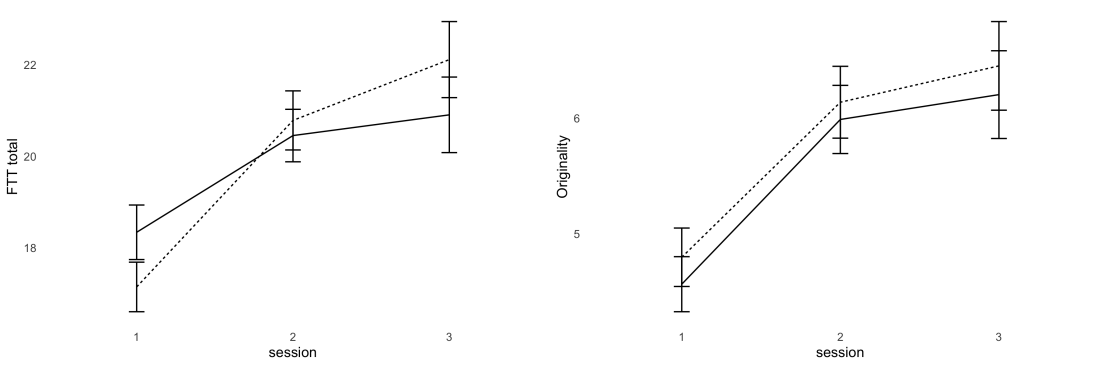 FTT total
22
20
18
1 2 3
session
Originality
6
5
1 2 3
session